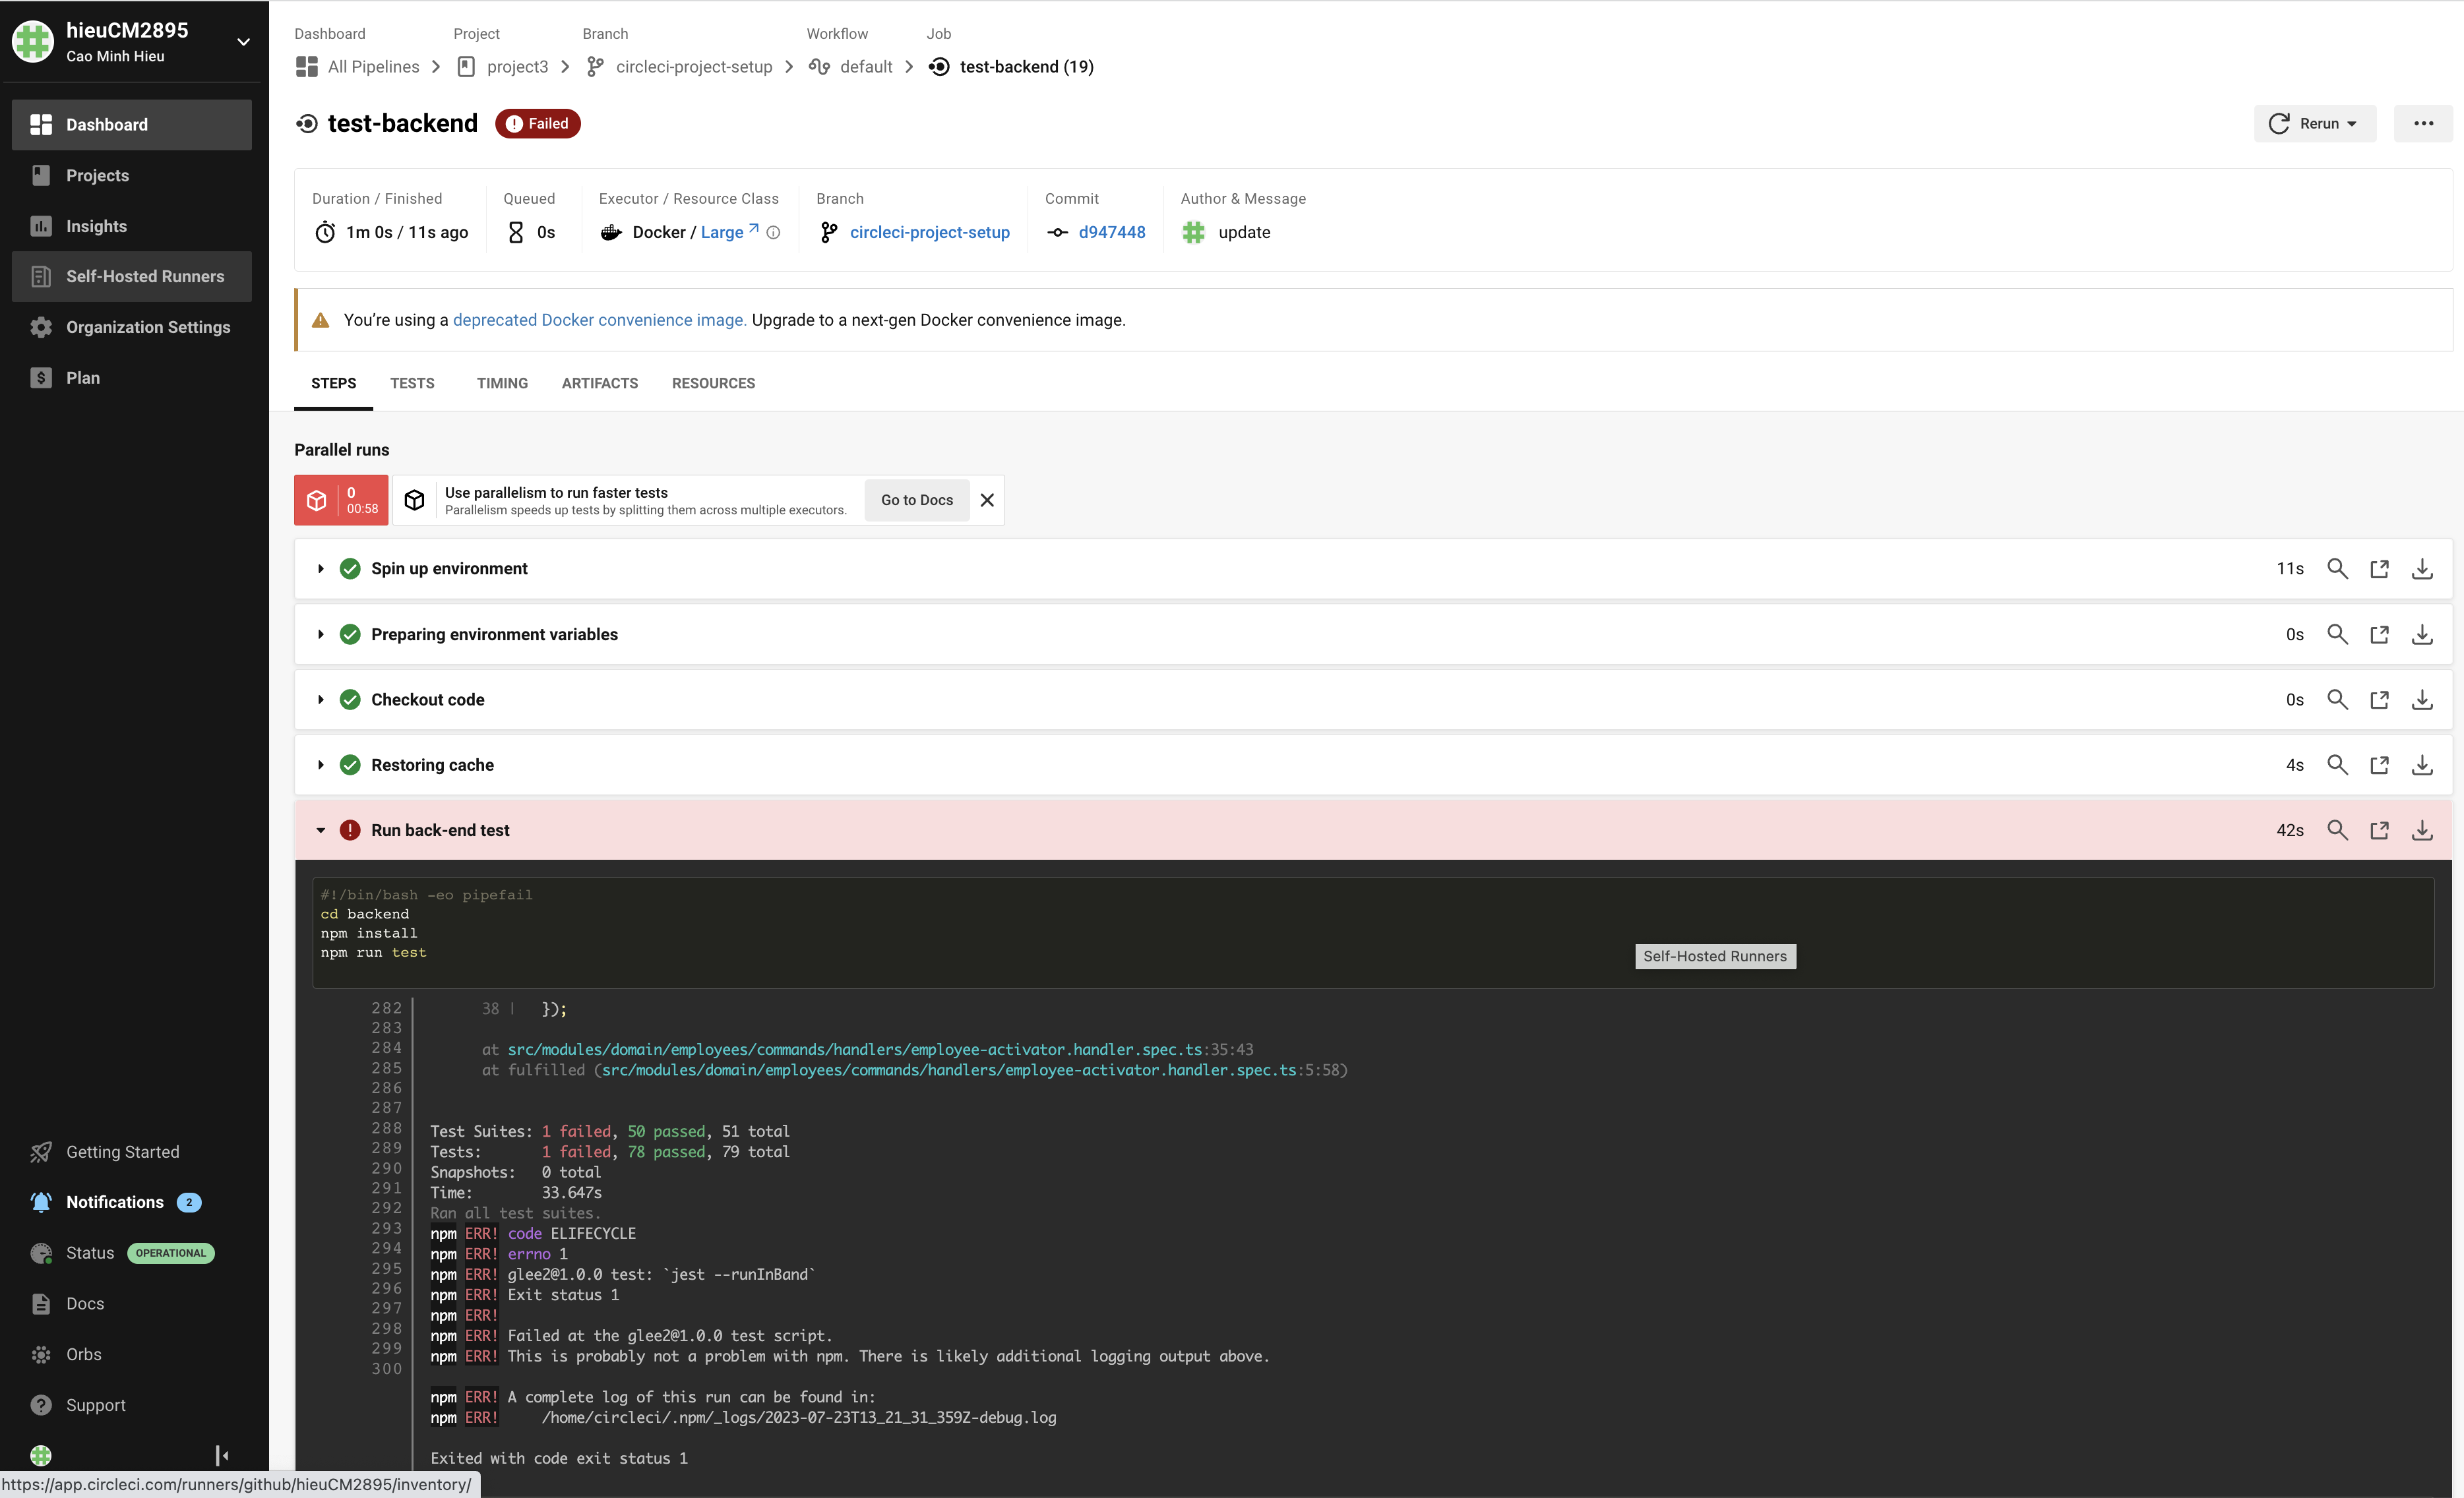 hieuCM2895
Cao Minh Hieu
Dashboard
Projects
Insights
Self-Hosted Runners
Organization Settings
Plan
Getting Started
Notifications 2
Status OPERATIONAL
Docs
Orbs
Support
Dashboard Project Branch Workflow Job
All Pipelines project3 circleci-project-setup default test-backend (19)
test-backend Failed
Rerun
Duration / Finished Queued Executor / Resource Class Branch Commit Author & Message
1m 0s / 11s ago 0s Docker / Large circleci-project-setup d947448 update
You’re using a deprecated Docker convenience image. Upgrade to a next-gen Docker convenience image.
STEPS TESTS TIMING ARTIFACTS RESOURCES
Parallel runs
0
00:58
Use parallelism to run faster tests
Parallelism speeds up tests by splitting them across multiple executors.
Go to Docs
Spin up environment 11s
Preparing environment variables 0s
Checkout code 0s
Restoring cache 4s
Run back-end test 42s
#!/bin/bash -eo pipefail
cd backend
npm install
npm run test
Self-Hosted Runners
282 38 | });
283
284 at src/modules/domain/employees/commands/handlers/employee-activator.handler.spec.ts:35:43
285 at fulfilled (src/modules/domain/employees/commands/handlers/employee-activator.handler.spec.ts:5:58)
286
287
288 Test Suites: 1 failed, 50 passed, 51 total
289 Tests: 1 failed, 78 passed, 79 total
290 Snapshots: 0 total
291 Time: 33.647s
292 Ran all test suites.
293 npm ERR! code ELIFECYCLE
294 npm ERR! errno 1
295 npm ERR! glee2@1.0.0 test: `jest --runInBand`
296 npm ERR! Exit status 1
297 npm ERR!
298 npm ERR! Failed at the glee2@1.0.0 test script.
299 npm ERR! This is probably not a problem with npm. There is likely additional logging output above.
300
npm ERR! A complete log of this run can be found in:
npm ERR! /home/circleci/.npm/_logs/2023-07-23T13_21_31_359Z-debug.log
Exited with code exit status 1
https://app.circleci.com/runners/github/hieuCM2895/inventory/